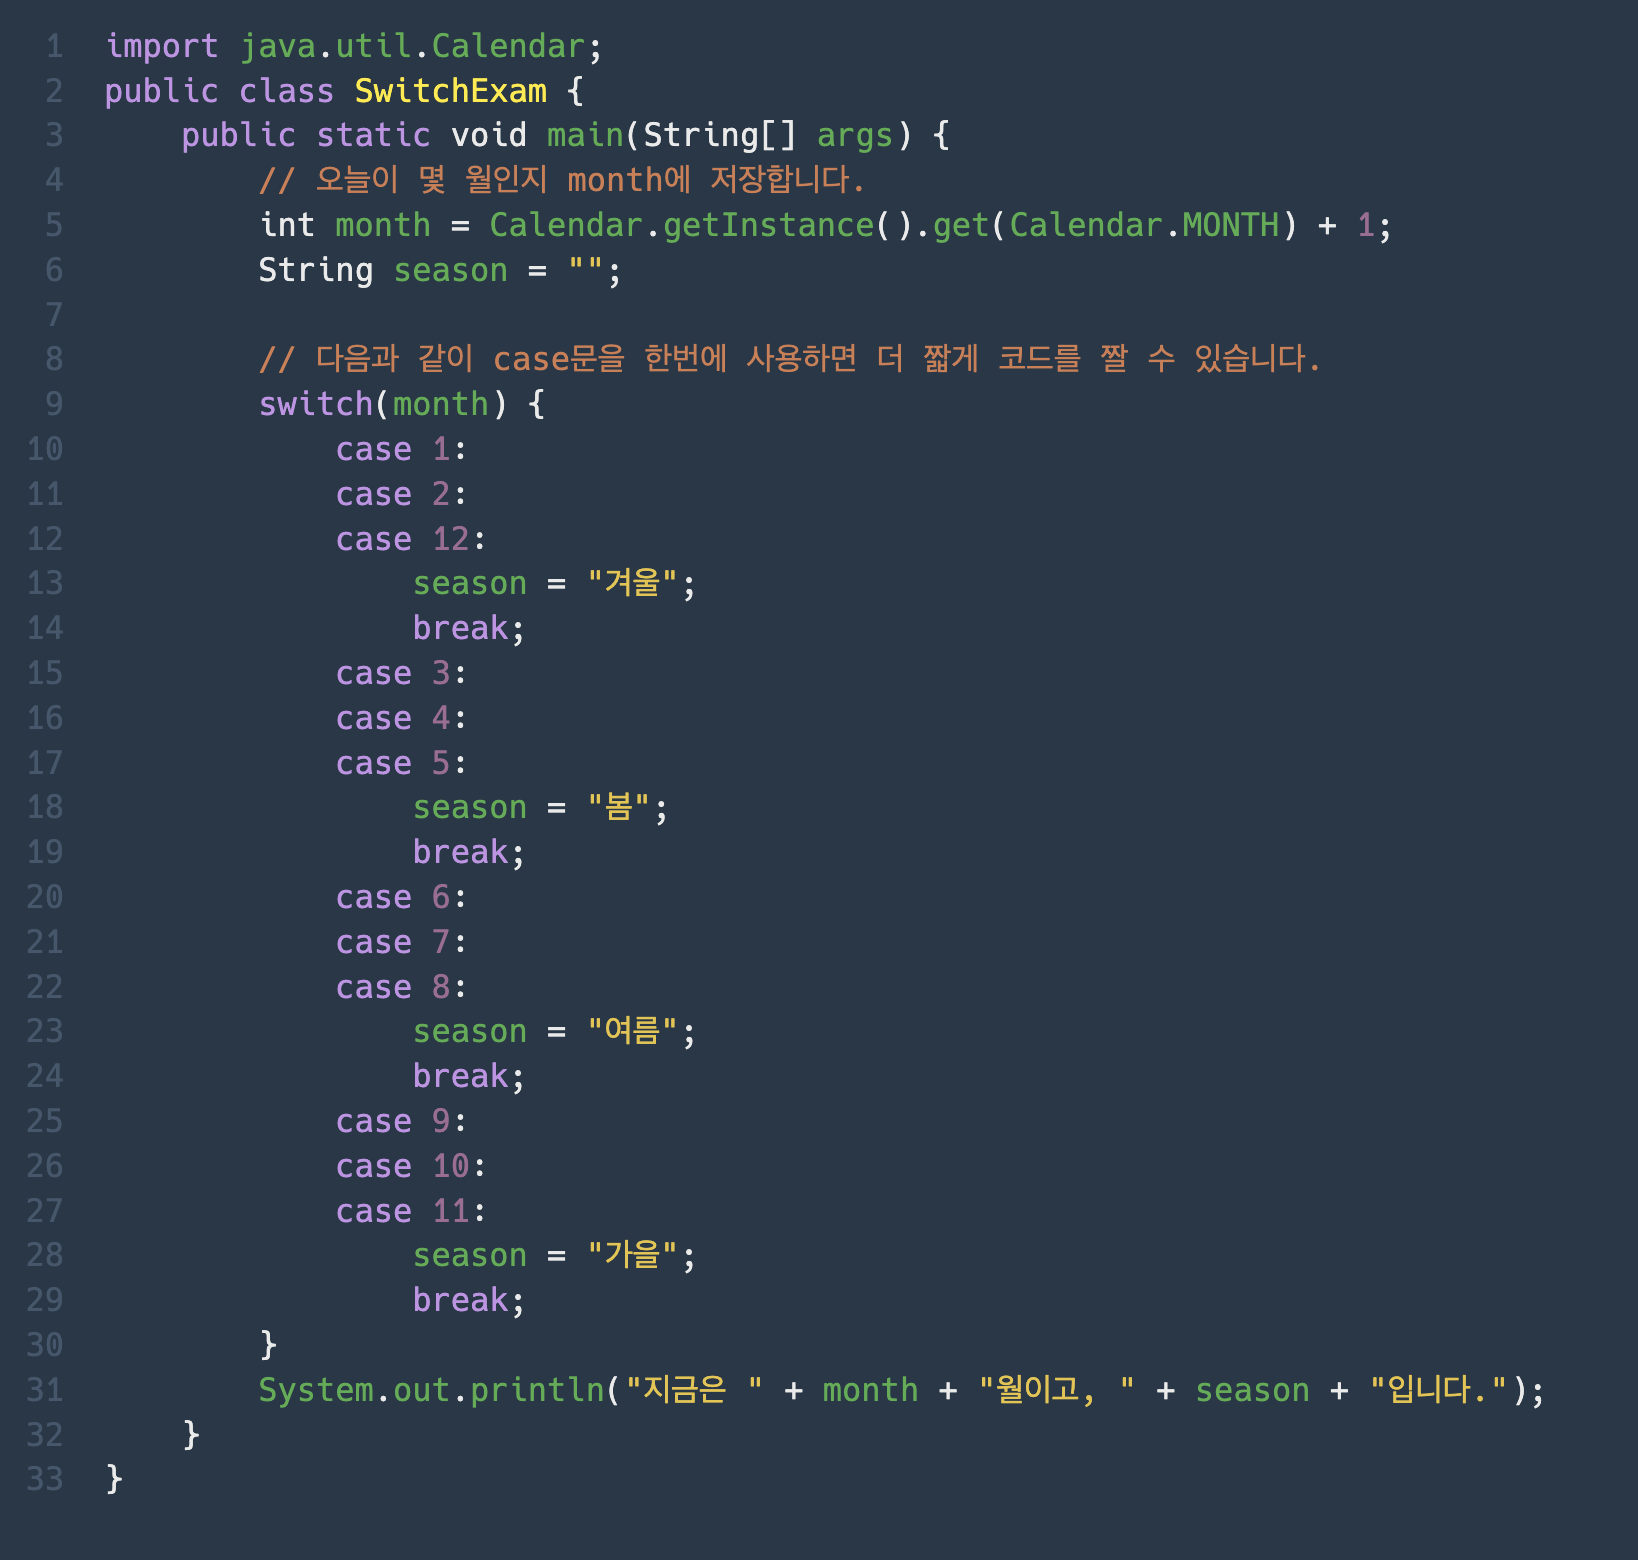 1 import java.util.Calendar;
2 public class SwitchExam {
3     public static void main(String[] args) {
4         // 오늘이 몇 월인지 month에 저장합니다.
5         int month = Calendar.getInstance().get(Calendar.MONTH) + 1;
6         String season = "";
7
8         // 다음과 같이 case문을 한번에 사용하면 더 짧게 코드를 짤 수 있습니다.
9         switch(month) {
10             case 1:
11             case 2:
12             case 12:
13                 season = "겨울";
14                 break;
15             case 3:
16             case 4:
17             case 5:
18                 season = "봄";
19                 break;
20             case 6:
21             case 7:
22             case 8:
23                 season = "여름";
24                 break;
25             case 9:
26             case 10:
27             case 11:
28                 season = "가을";
29                 break;
30         }
31         System.out.println("지금은 " + month + "월이고, " + season + "입니다.");
32     }
33 }